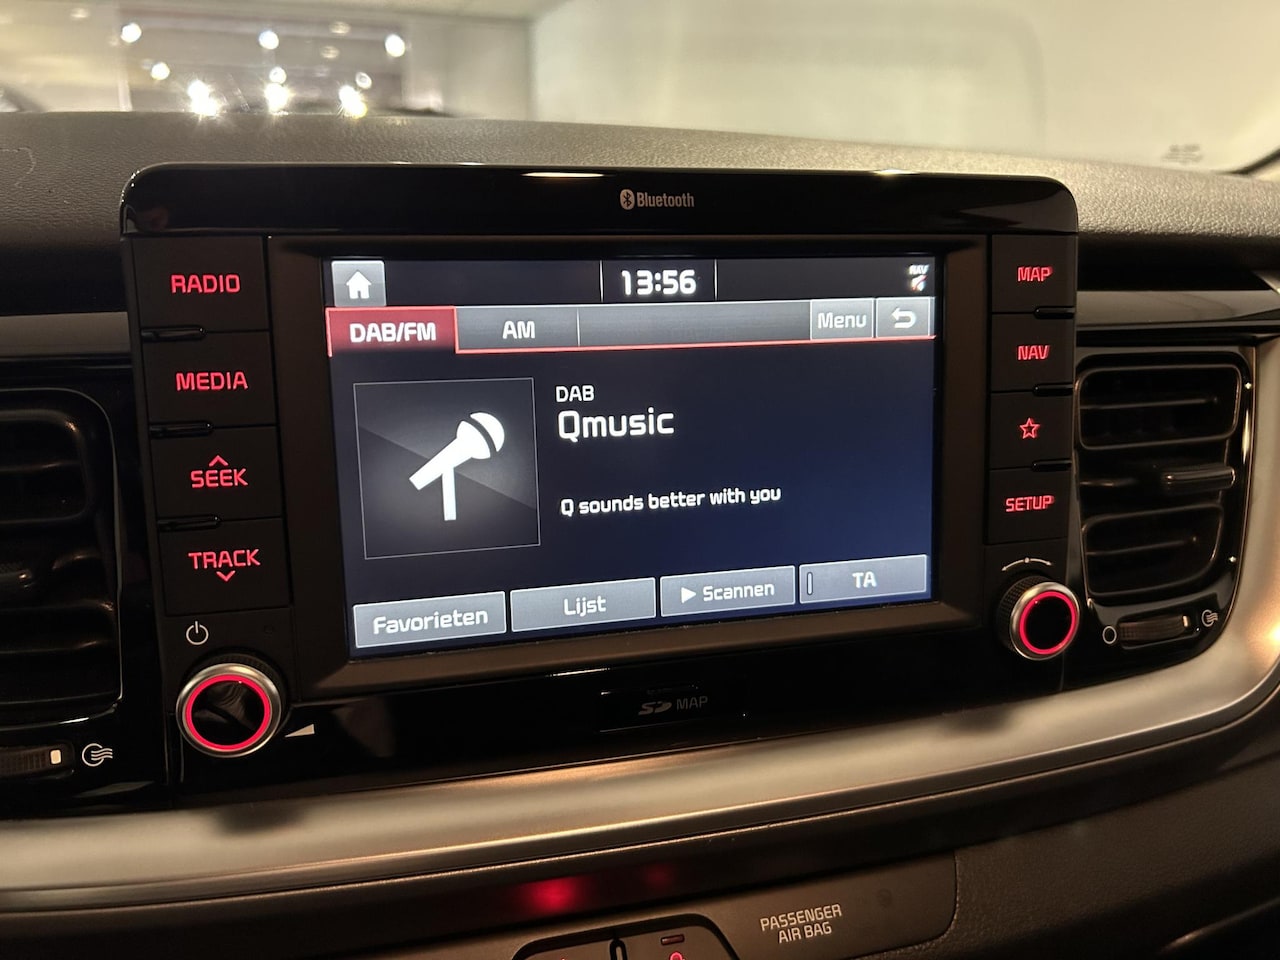 Bluetooth
RADIO
MEDIA
SEEK
TRACK
13:56
NAV
DAB/FM
AM
Menu
DAB
Qmusic
Q sounds better with you
Favorieten
Lijst
Scannen
TA
MAP
NAV
SETUP
SD MAP
PASSENGER
AIR BAG